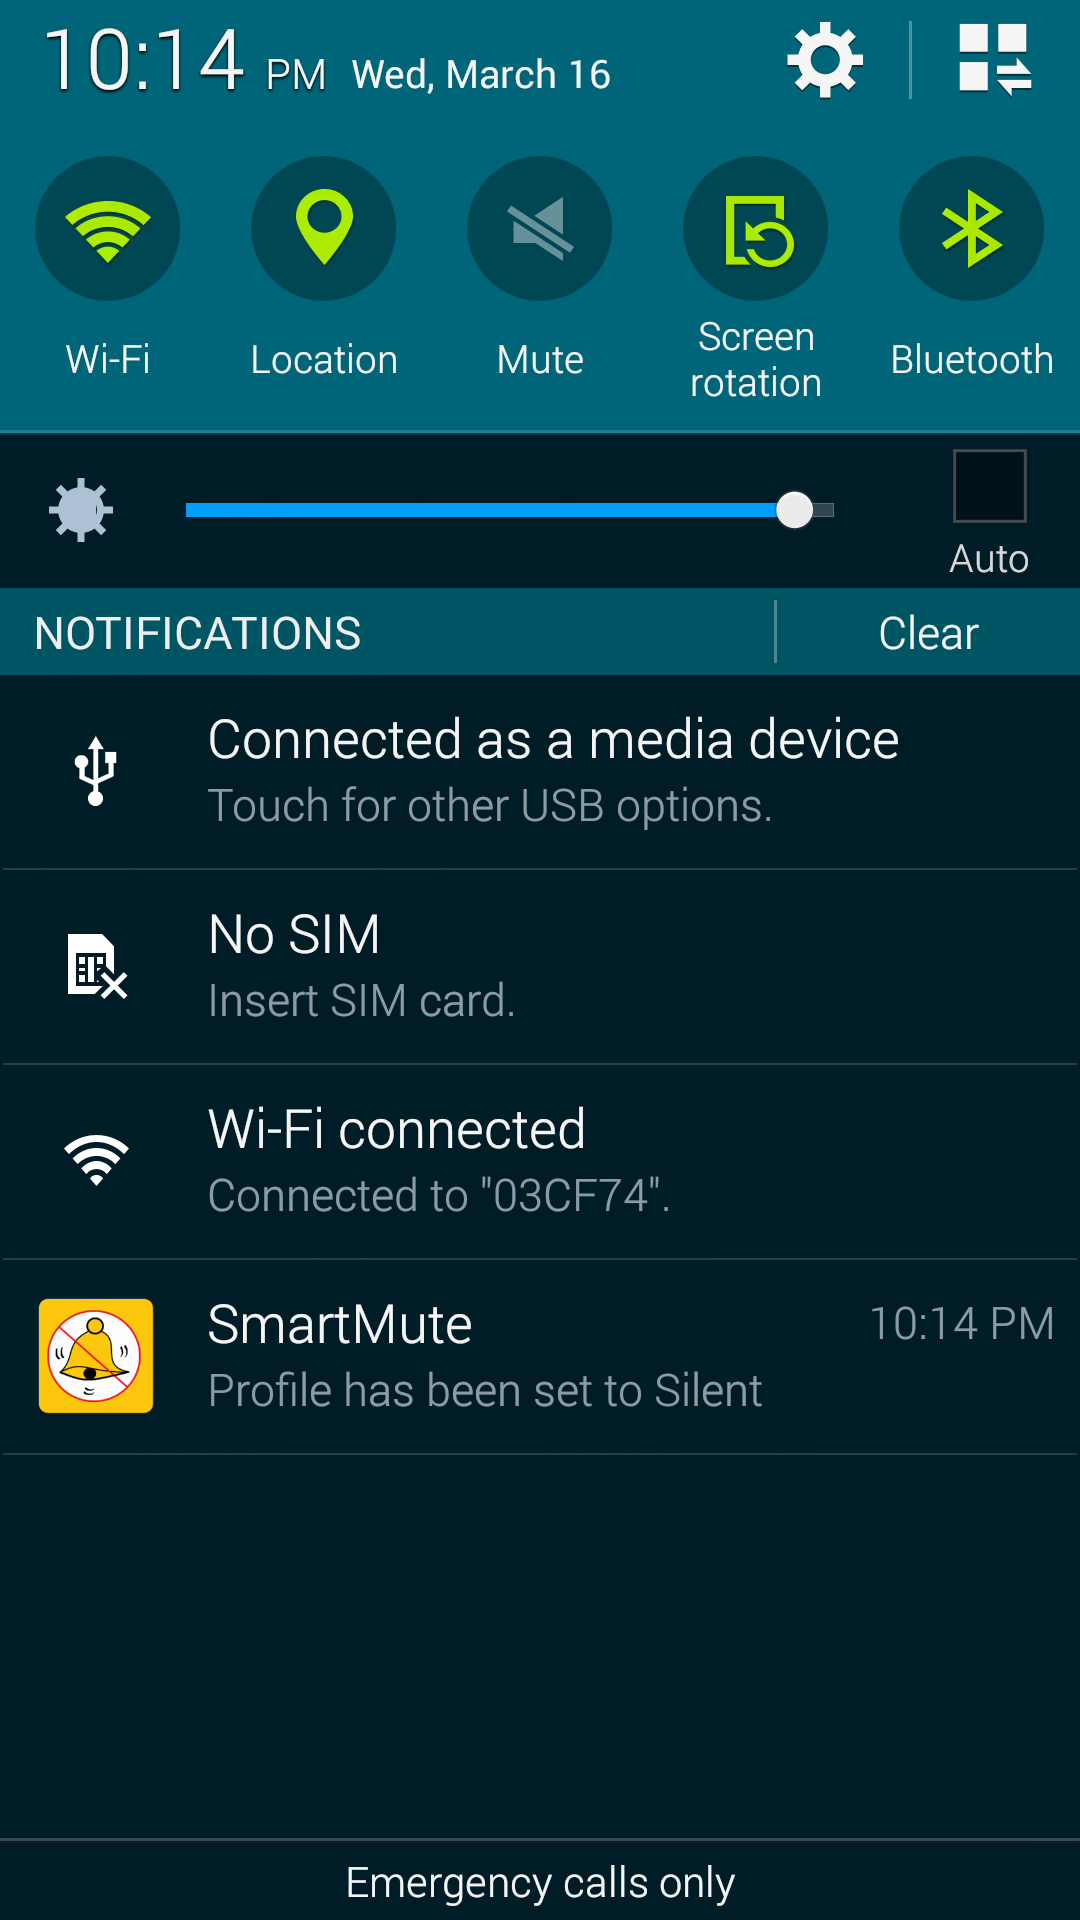 10:14 PM Wed, March 16
Wi-Fi
Location
Mute
Screen
rotation
Bluetooth
Auto
NOTIFICATIONS
Clear
Connected as a media device
Touch for other USB options.
No SIM
Insert SIM card.
Wi-Fi connected
Connected to "03CF74".
SmartMute
10:14 PM
Profile has been set to Silent
Emergency calls only